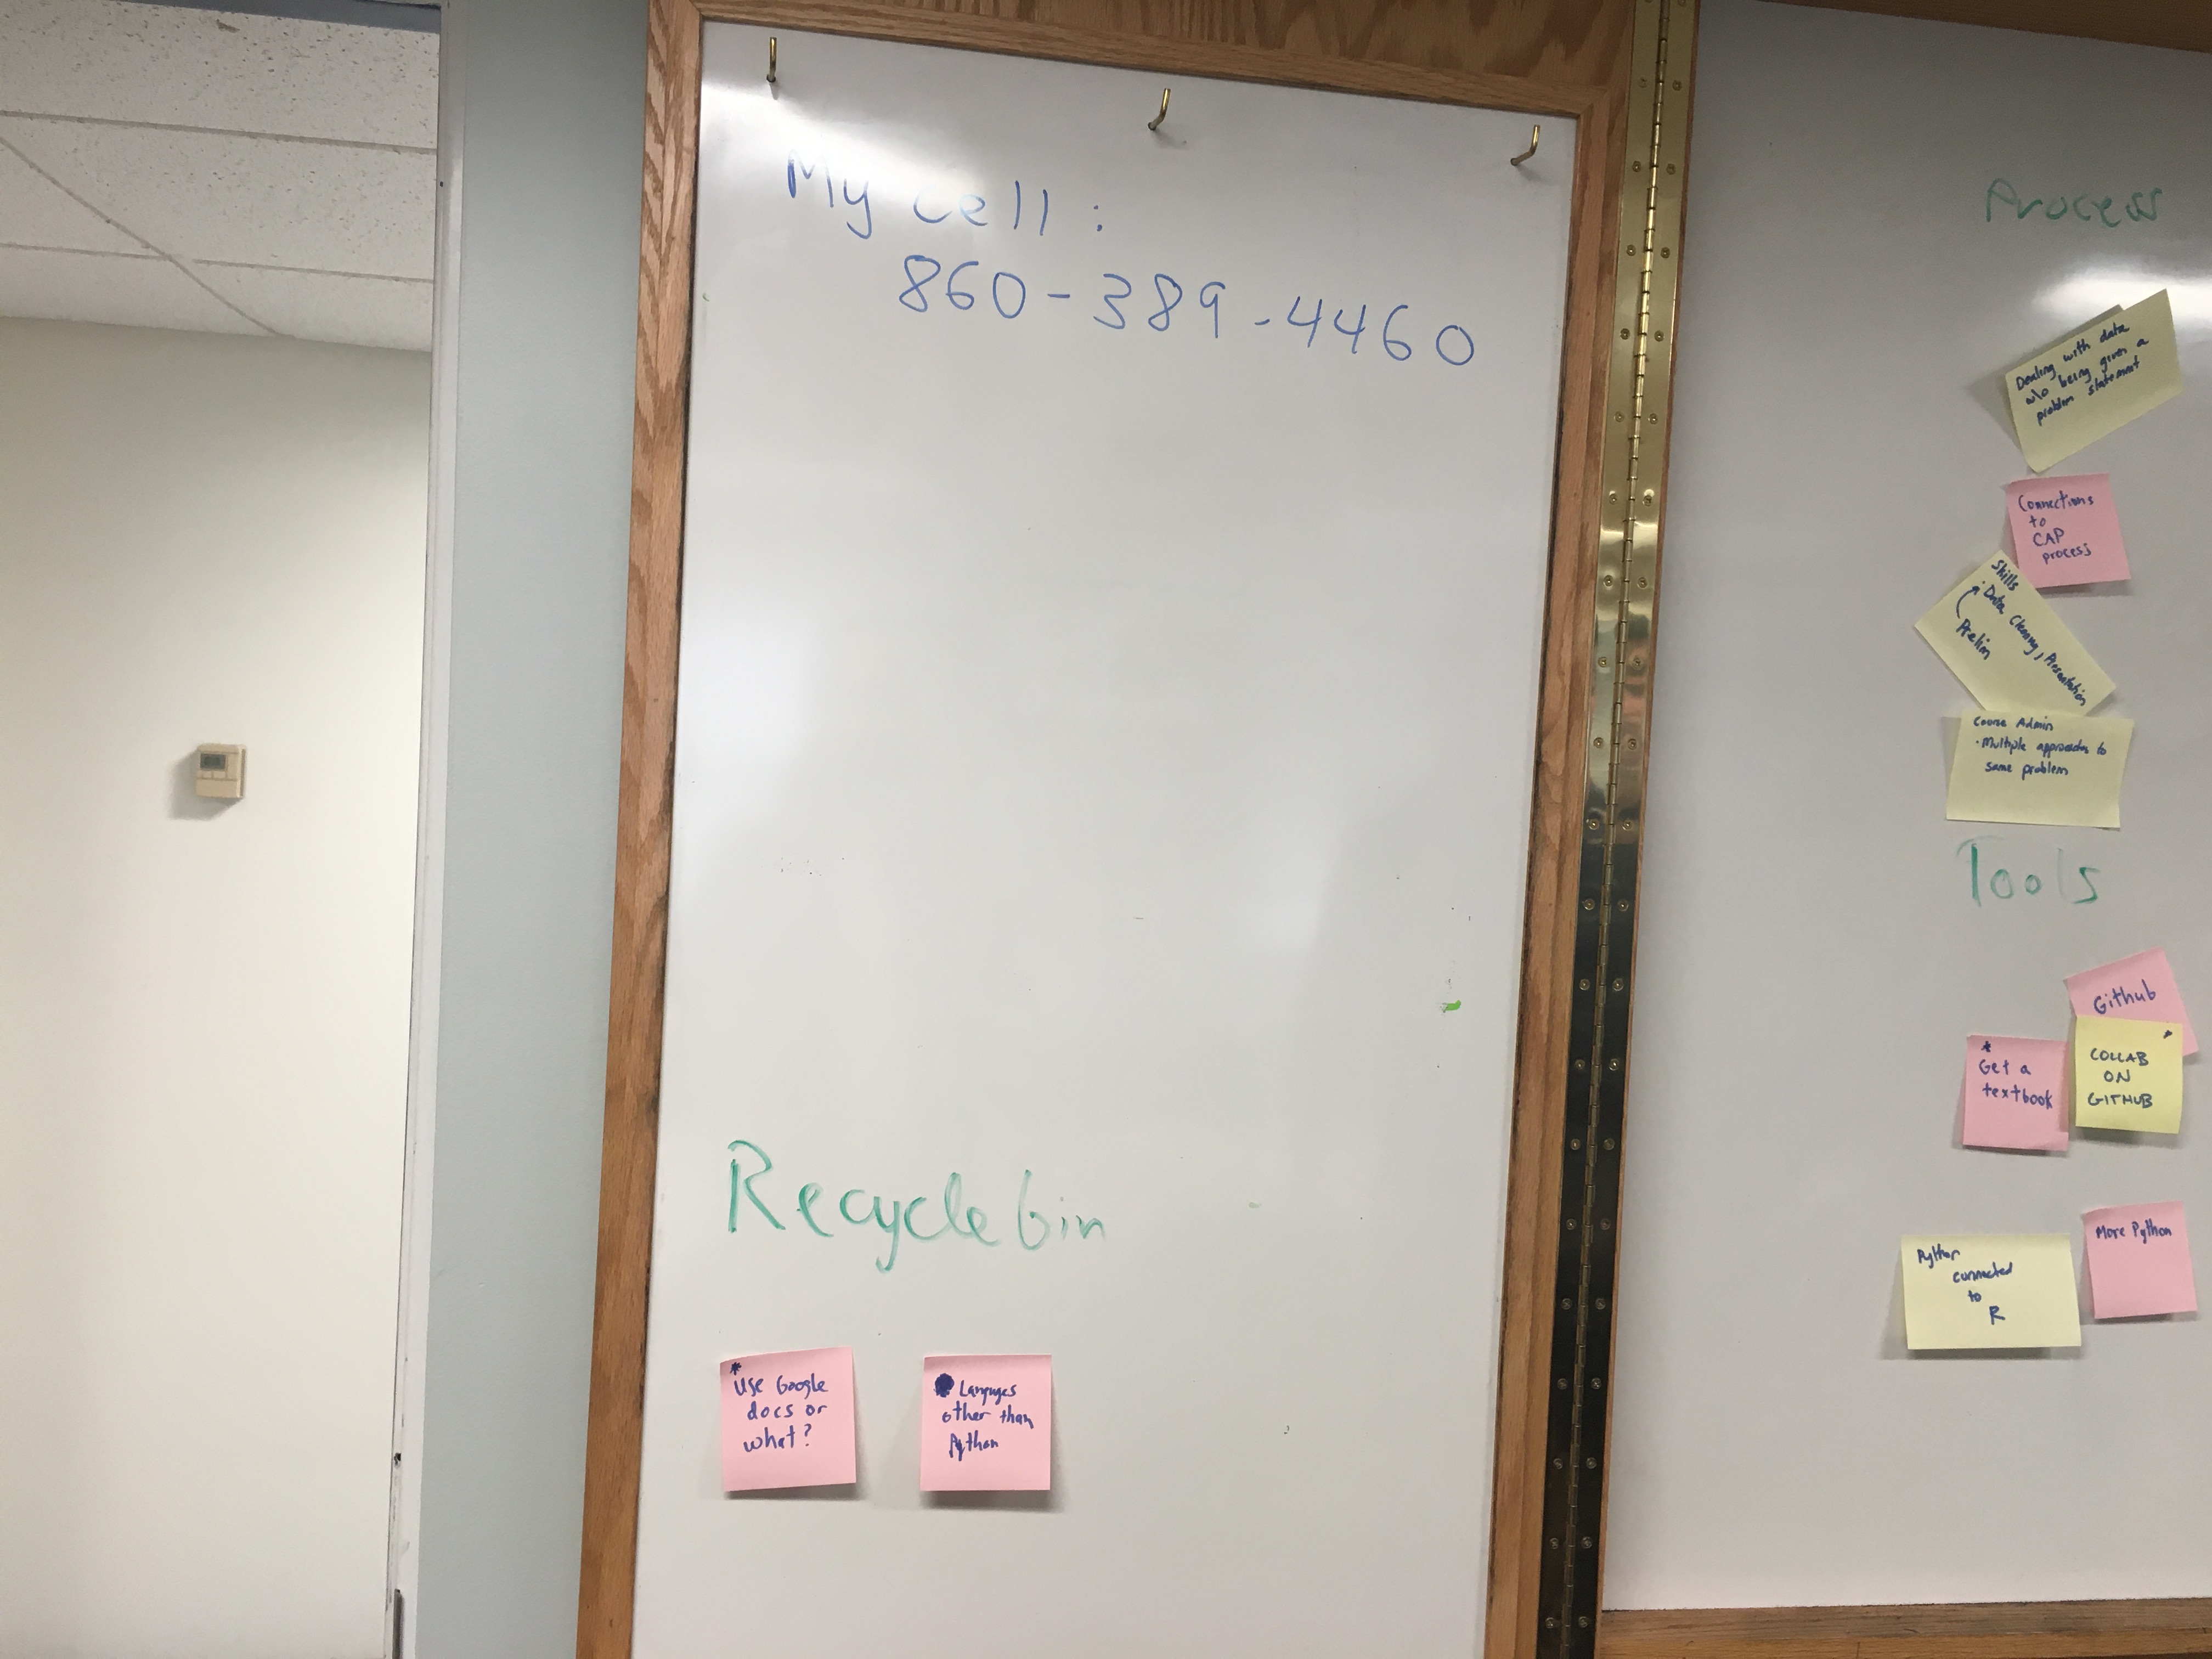 My cell:
860-389-4460
Recycle bin
* Use Google
docs or
what?
Languges
other than
Python
Process
Dealing with data
w/o being given a
problem statement
Connections
to
CAP
process
Skills
· Data Cleaning, Presentation
Prelim
Course Admin
· Multiple approaches to
same problem
Tools
Github
* Get a
textbook
COLLAB
ON
GITHUB
Python
connected
to
R
More Python